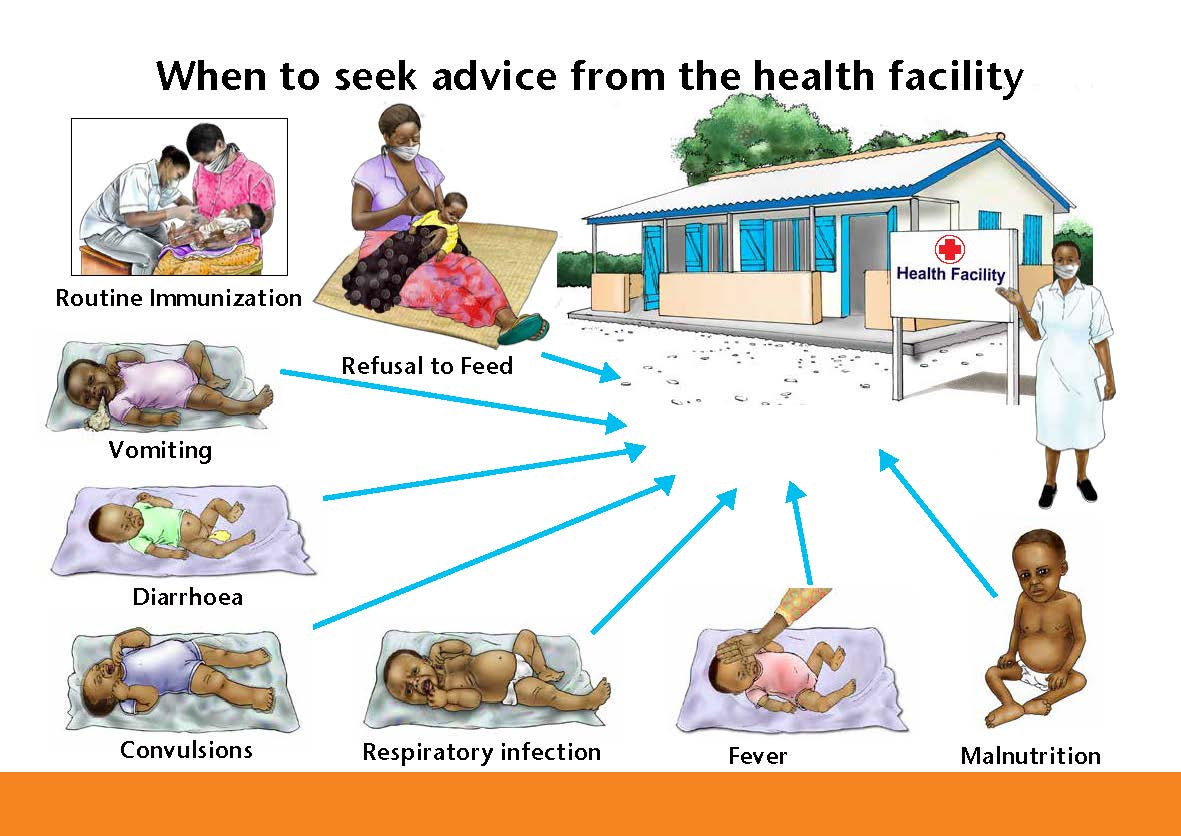 When to seek advice from the health facility
Routine Immunization
Refusal to Feed
Health Facility
Vomiting
Diarrhoea
Convulsions
Respiratory infection
Fever
Malnutrition